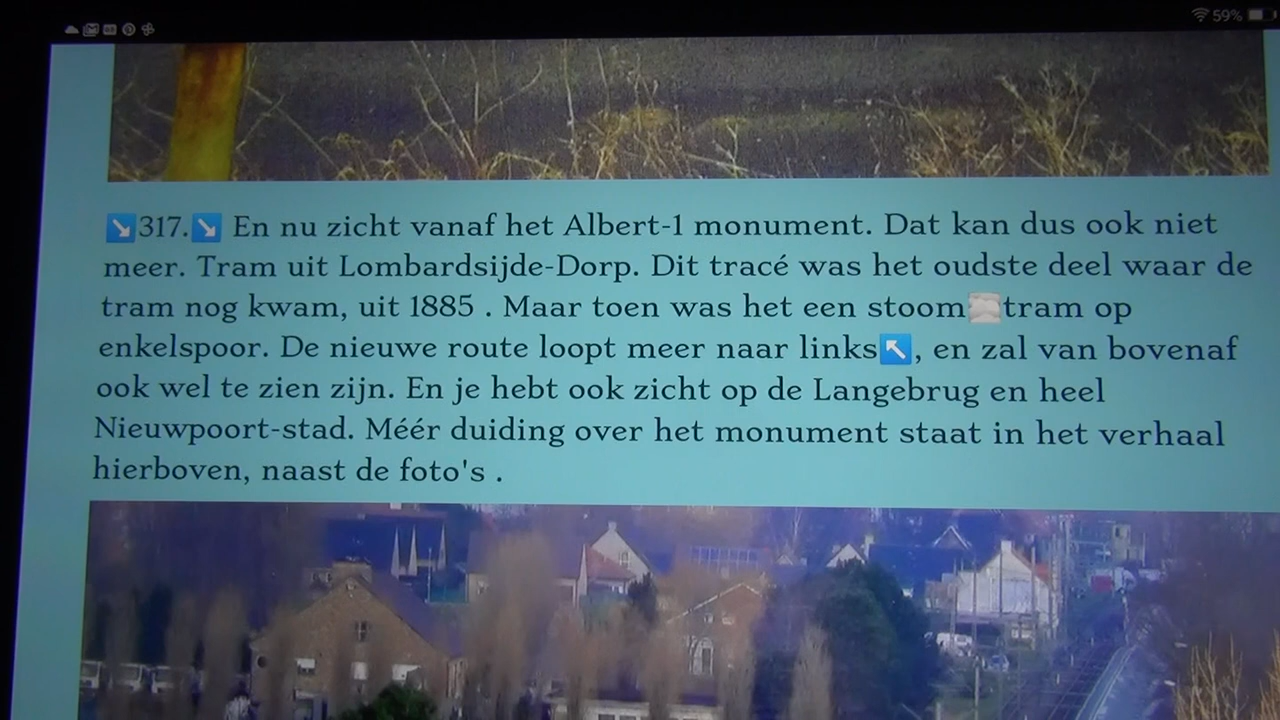 59%
↘317.↘ En nu zicht vanaf het Albert-1 monument. Dat kan dus ook niet
meer. Tram uit Lombardsijde-Dorp. Dit tracé was het oudste deel waar de
tram nog kwam, uit 1885 . Maar toen was het een stoom tram op
enkelspoor. De nieuwe route loopt meer naar links↖, en zal van bovenaf
ook wel te zien zijn. En je hebt ook zicht op de Langebrug en heel
Nieuwpoort-stad. Méér duiding over het monument staat in het verhaal
hierboven, naast de foto's .